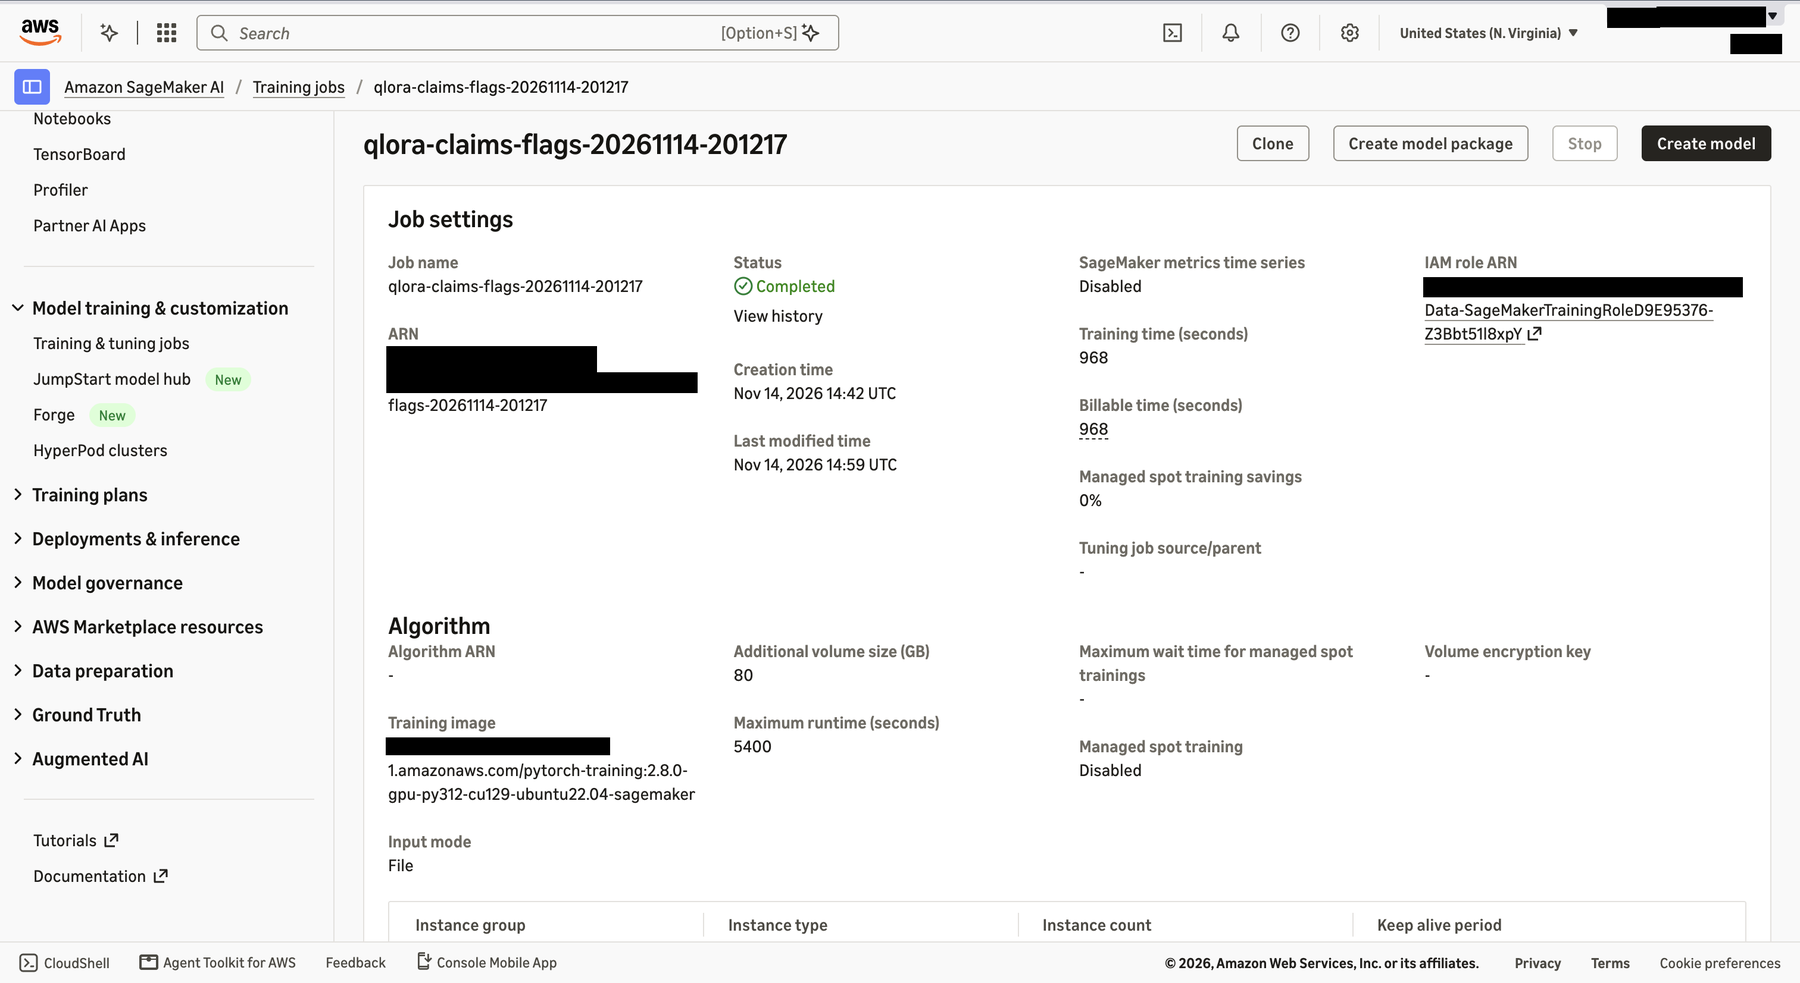 aws
Search
[Option+S]
United States (N. Virginia)
Amazon SageMaker AI / Training jobs / qlora-claims-flags-20261114-201217
Notebooks
TensorBoard
Profiler
Partner AI Apps
Model training & customization
Training & tuning jobs
JumpStart model hub New
Forge New
HyperPod clusters
Training plans
Deployments & inference
Model governance
AWS Marketplace resources
Data preparation
Ground Truth
Augmented AI
Tutorials
Documentation
qlora-claims-flags-20261114-201217
Clone
Create model package
Stop
Create model
Job settings
Job name
qlora-claims-flags-20261114-201217
ARN
flags-20261114-201217
Status
Completed
View history
Creation time
Nov 14, 2026 14:42 UTC
Last modified time
Nov 14, 2026 14:59 UTC
SageMaker metrics time series
Disabled
Training time (seconds)
968
Billable time (seconds)
968
Managed spot training savings
0%
Tuning job source/parent
-
IAM role ARN
Data-SageMakerTrainingRoleD9E95376-
Z3Bbt51I8xpY
Algorithm
Algorithm ARN
-
Training image
1.amazonaws.com/pytorch-training:2.8.0-
gpu-py312-cu129-ubuntu22.04-sagemaker
Input mode
File
Additional volume size (GB)
80
Maximum runtime (seconds)
5400
Maximum wait time for managed spot
trainings
-
Managed spot training
Disabled
Volume encryption key
-
Instance group
Instance type
Instance count
Keep alive period
CloudShell
Agent Toolkit for AWS
Feedback
Console Mobile App
© 2026, Amazon Web Services, Inc. or its affiliates.
Privacy
Terms
Cookie preferences